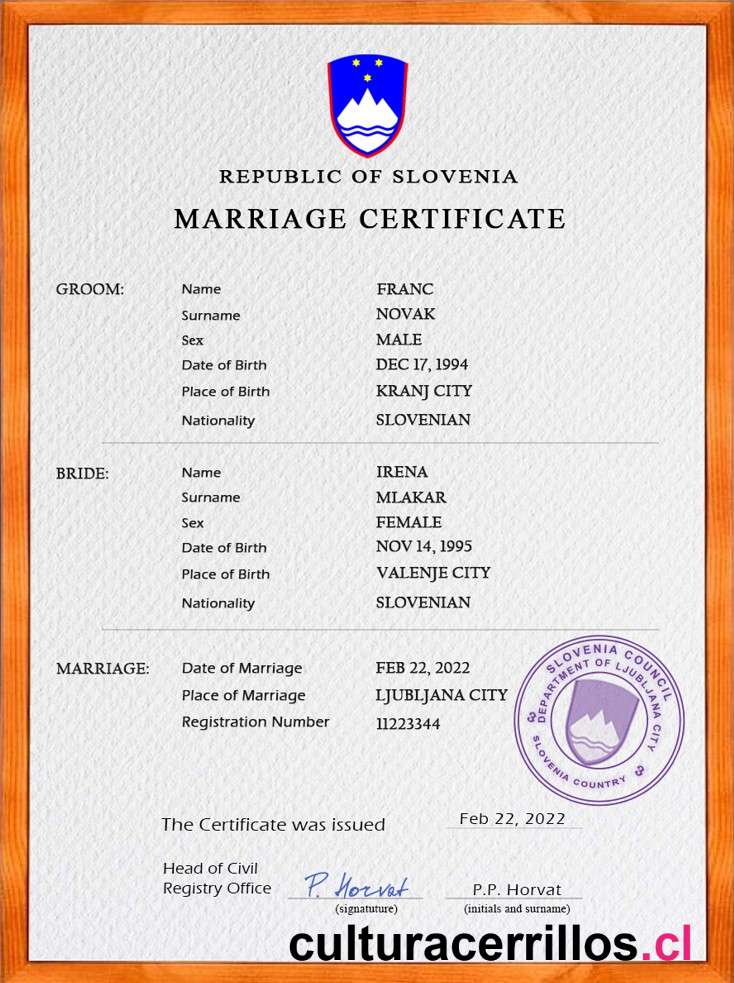 REPUBLIC OF SLOVENIA
MARRIAGE CERTIFICATE
GROOM: Name FRANC
Surname NOVAK
Sex MALE
Date of Birth DEC 17, 1994
Place of Birth KRANJ CITY
Nationality SLOVENIAN
BRIDE: Name IRENA
Surname MLAKAR
Sex FEMALE
Date of Birth NOV 14, 1995
Place of Birth VALENJE CITY
Nationality SLOVENIAN
MARRIAGE: Date of Marriage FEB 22, 2022
Place of Marriage LJUBLJANA CITY
Registration Number 11223344
SLOVENIA COUNCIL
DEPARTMENT OF LJUBLJANA CITY
SLOVENIA COUNTRY
The Certificate was issued Feb 22, 2022
Head of Civil
Registry Office P. Horvat P.P. Horvat
(signatuture) (initials and surname)
culturacerrillos.cl